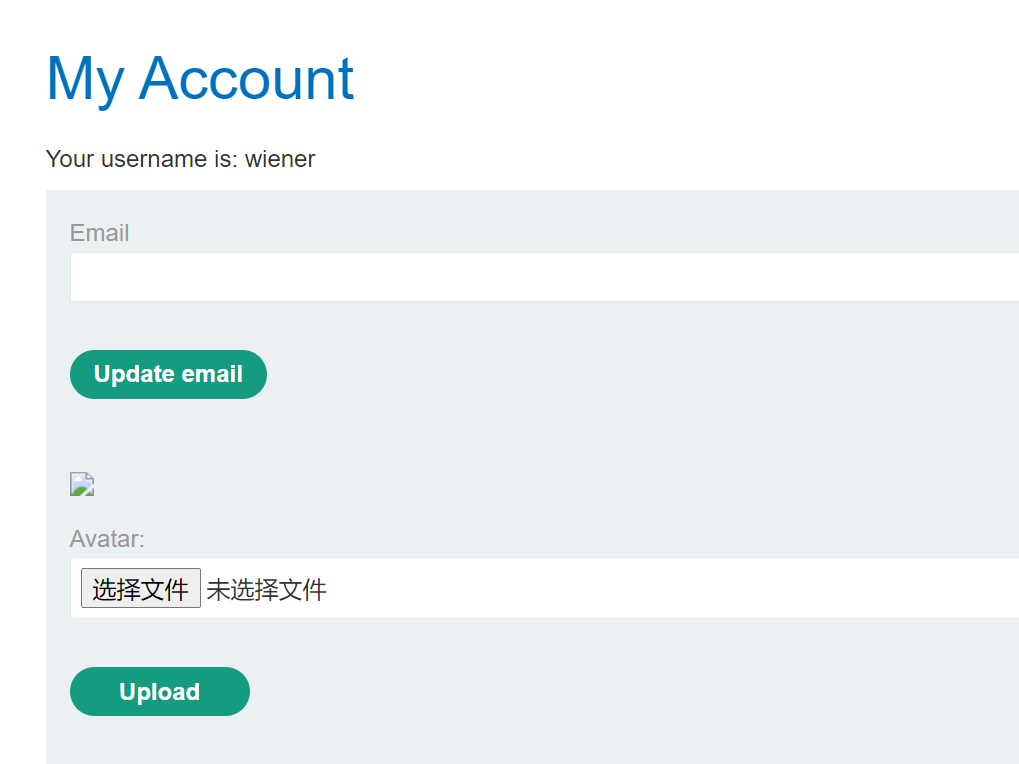 My Account
Your username is: wiener
Email
Update email
Avatar:
选择文件 未选择文件
Upload